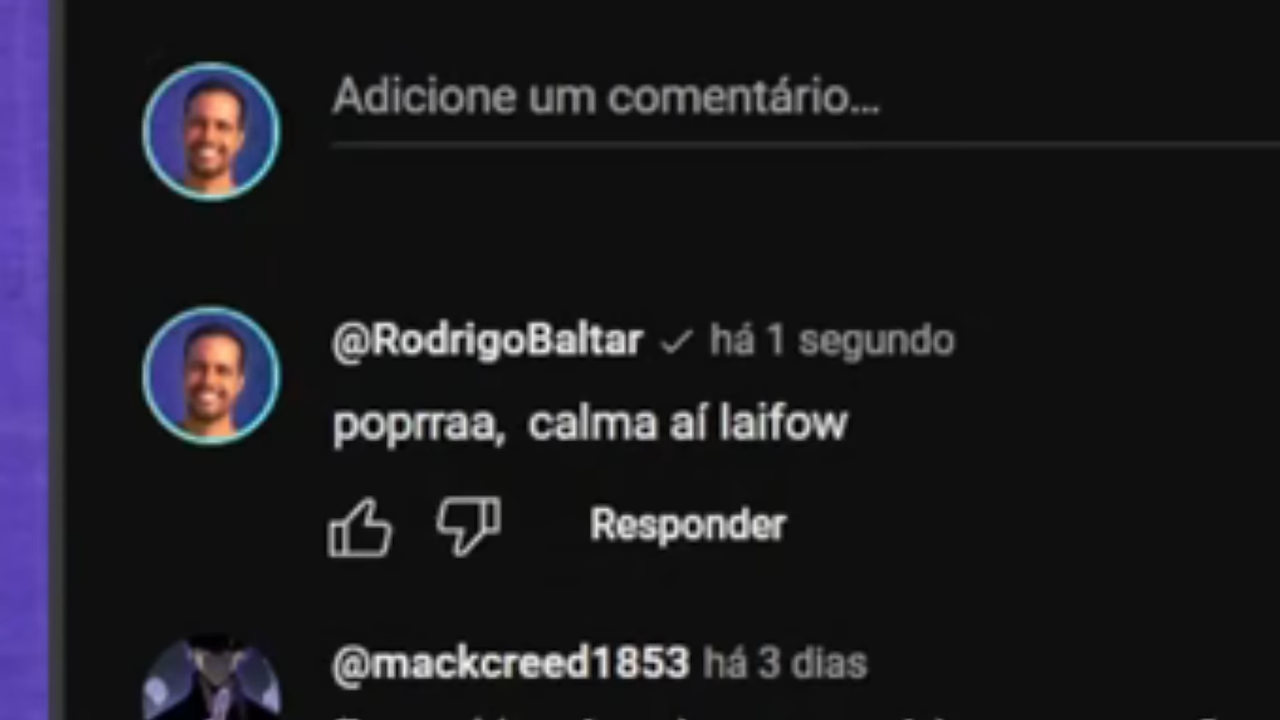 Adicione um comentário...
@RodrigoBaltar há 1 segundo
poprraa, calma aí laifow
Responder
@mackcreed1853 há 3 dias